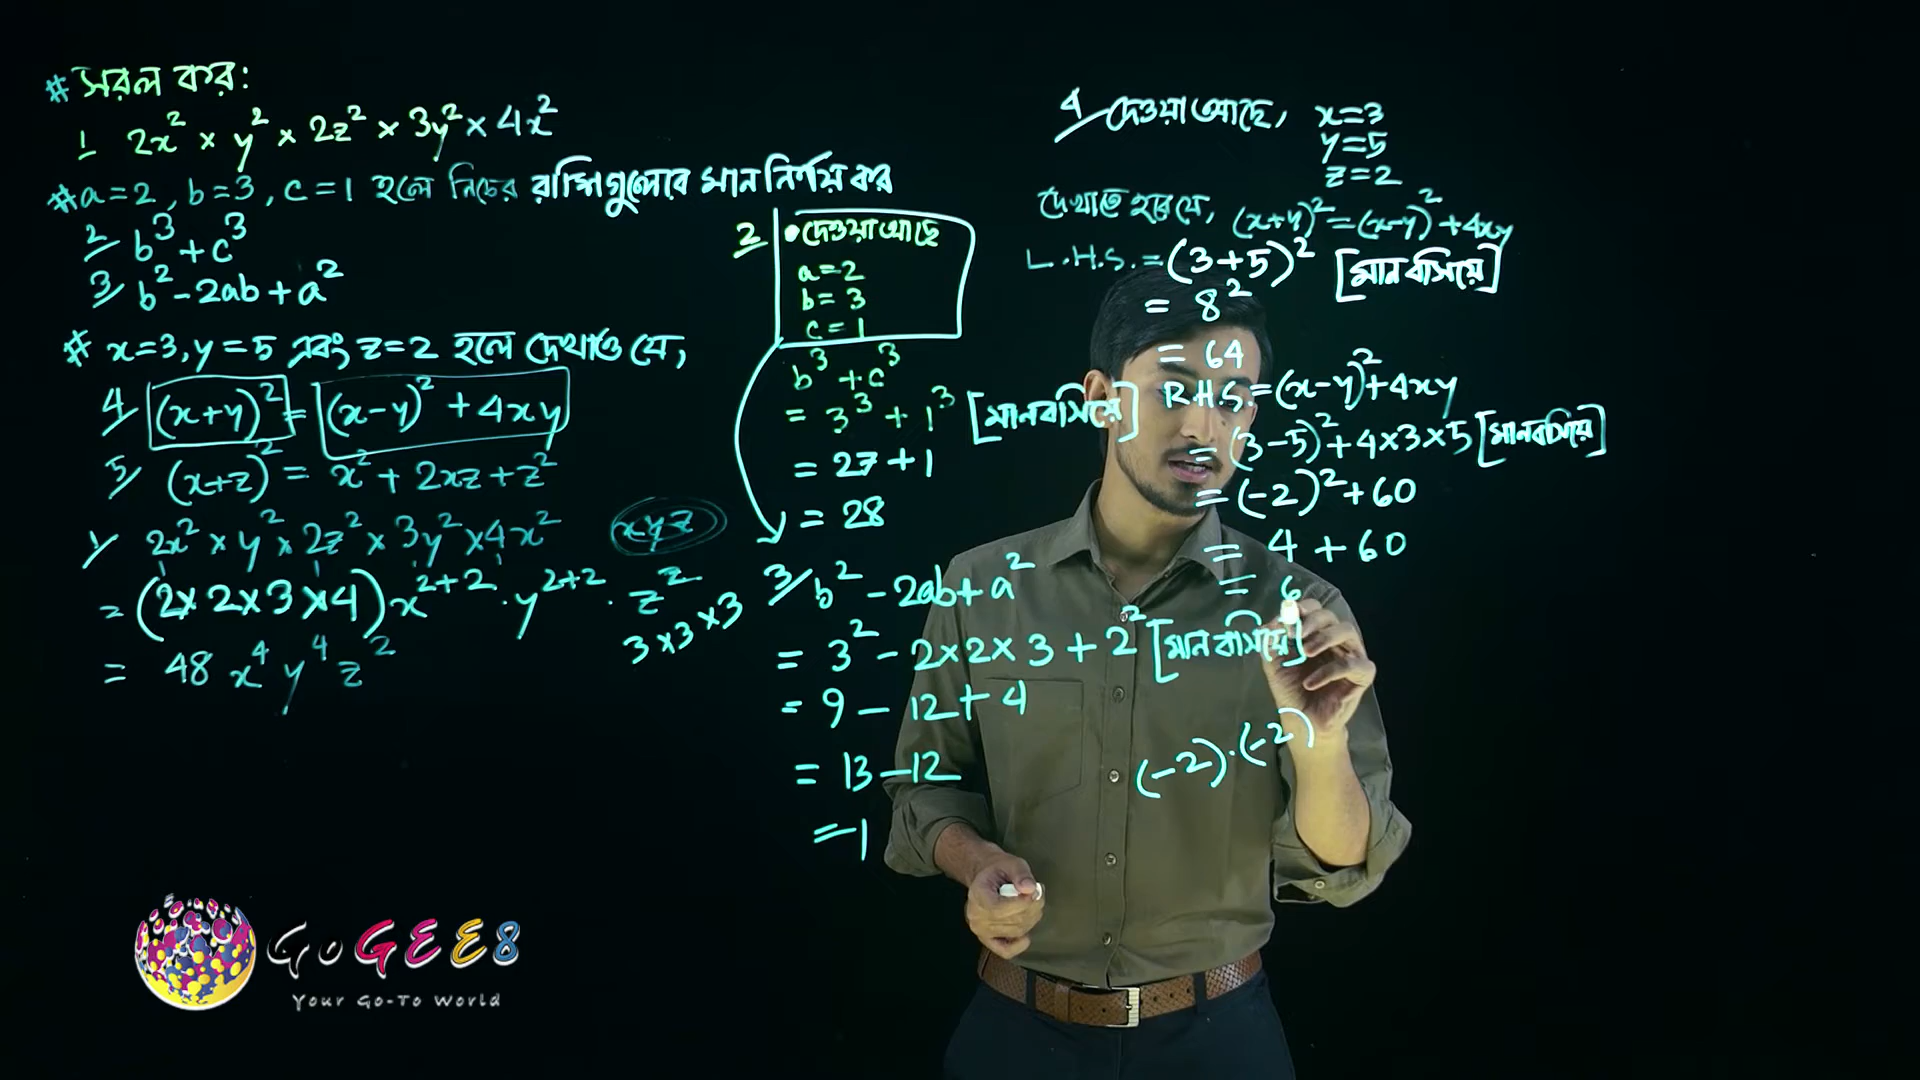 # সরল কর:
1 2x² × y² × 2z² × 3y² × 4x²
# a=2, b=3, c=1 হলে নিচের রাশিগুলোর মান নির্ণয় কর
2 b³ + c³
3 b² - 2ab + a²
# x=3, y=5 এবং z=2 হলে দেখাও যে,
4 (x+y)² = (x-y)² + 4xy
5 (x+z)² = x² + 2xz + z²
1 2x² × y² × 2z² × 3y² × 4x²
xyz
= (2×2×3×4) x²⁺² · y²⁺² · z²
3×3×3
= 48 x⁴ y⁴ z²
2 • দেওয়া আছে
a=2
b=3
c=1
b³ + c³
= 3³ + 1³ [মান বসিয়ে]
= 27 + 1
= 28
3 b² - 2ab + a²
= 3² - 2×2×3 + 2² [মান বসিয়ে]
= 9 - 12 + 4
= 13 - 12
= 1
4 দেওয়া আছে, x=3
y=5
z=2
দেখাতে হবে যে, (x+y)² = (x-y)² + 4xy
L.H.S. = (3+5)² [মান বসিয়ে]
= 8²
= 64
R.H.S. = (x-y)² + 4xy
= (3-5)² + 4×3×5 [মান বসিয়ে]
= (-2)² + 60
= 4 + 60
= 6
(-2)·(-2)
GoGEE8
Your Go-To World